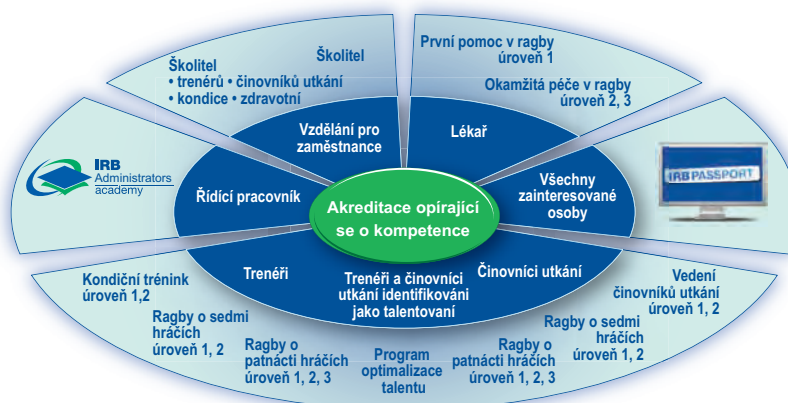 Školitel
• trenérů • činovníků utkání
• kondice • zdravotní
Školitel
První pomoc v ragby
úroveň 1
Okamžitá péče v ragby
úroveň 2, 3
Vzdělání pro
zaměstnance
Lékař
IRB
Administrators
academy
Řídící pracovník
Akreditace opírající
se o kompetence
Všechny
zainteresované
osoby
IRB PASSPORT
Trenéři
Trenéři a činovníci
utkání identifikováni
jako talentovaní
Činovníci utkání
Kondiční trénink
úroveň 1,2
Ragby o sedmi
hráčích
úroveň 1, 2
Ragby o
patnácti hráčích
úroveň 1, 2, 3
Program
optimalizace
talentu
Ragby o
patnácti hráčích
úroveň 1, 2, 3
Ragby o sedmi
hráčích
úroveň 1, 2
Vedení
činovníků utkání
úroveň 1, 2